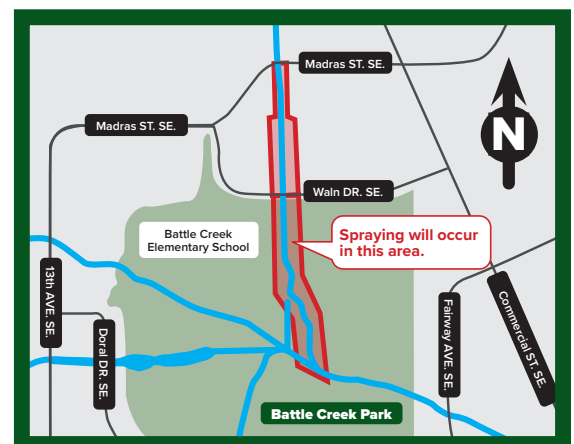 Madras ST. SE.
Madras ST. SE.
N
Waln DR. SE.
Battle Creek
Elementary School
Spraying will occur
in this area.
13th AVE. SE.
Doral DR. SE.
Fairway AVE. SE.
Commercial ST. SE.
Battle Creek Park